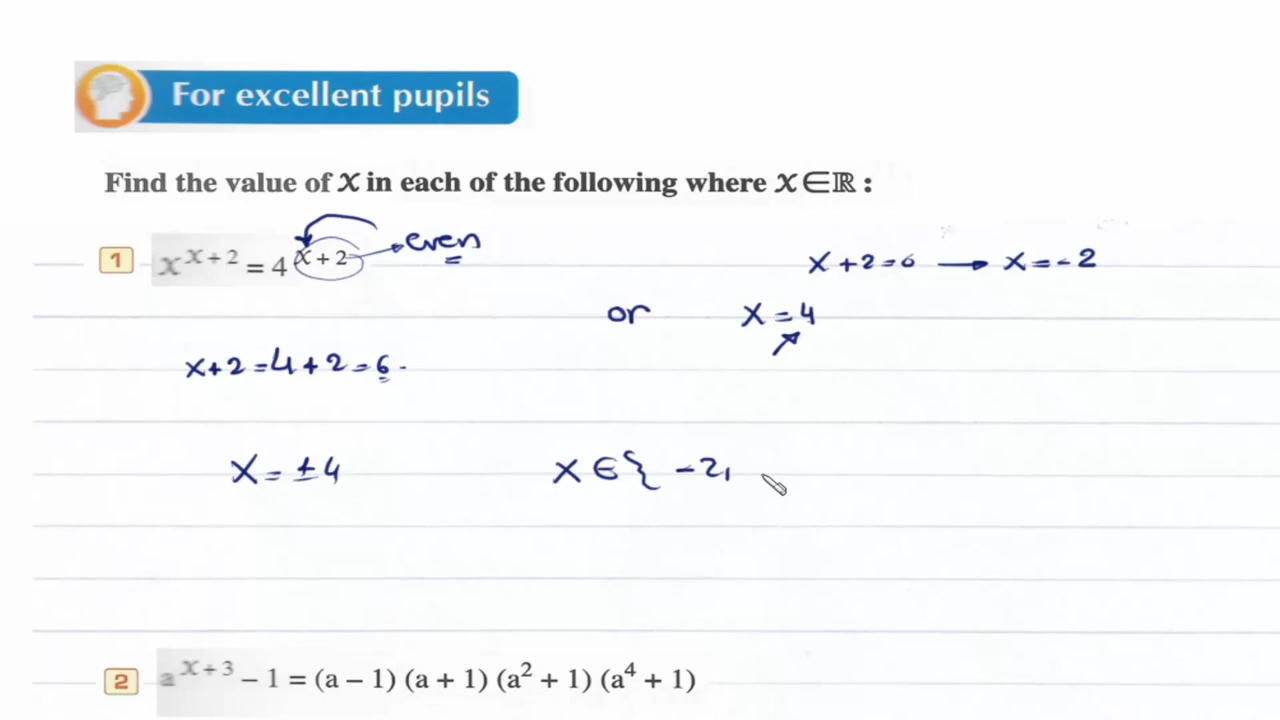 For excellent pupils
Find the value of x in each of the following where x ∈ ℝ :
1 x^{x+2} = 4^{x+2} even
x+2=0 → x=-2
or x=4
x+2=4+2=6
x=±4 x∈{ -2,
2 a^{x+3} – 1 = (a – 1) (a + 1) (a² + 1) (a⁴ + 1)